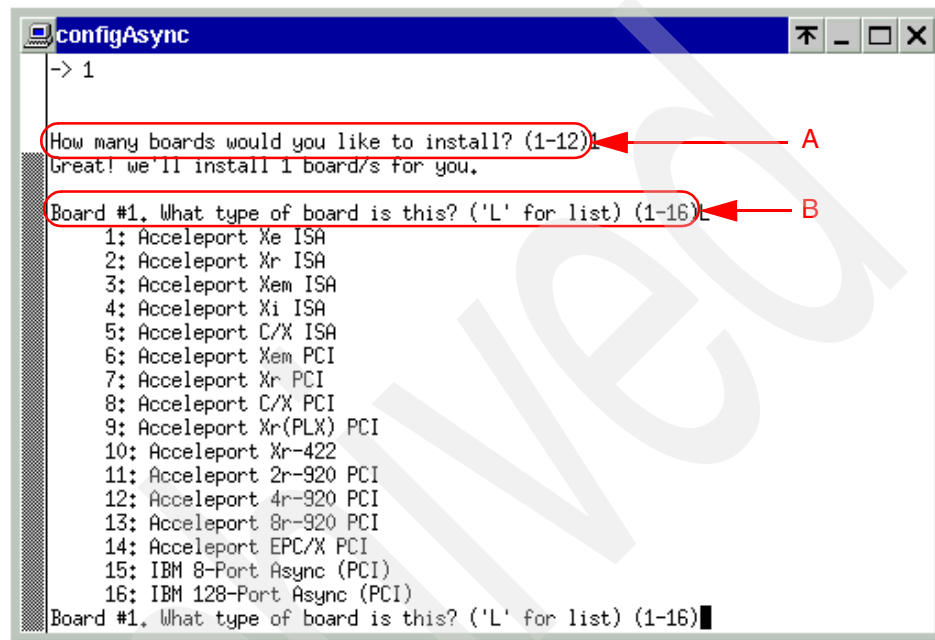 configAsync
-> 1
How many boards would you like to install? (1-12)1
A
Great! we'll install 1 board/s for you.
Board #1. What type of board is this? ('L' for list) (1-16)L
B
1: Acceleport Xe ISA
2: Acceleport Xr ISA
3: Acceleport Xem ISA
4: Acceleport Xi ISA
5: Acceleport C/X ISA
6: Acceleport Xem PCI
7: Acceleport Xr PCI
8: Acceleport C/X PCI
9: Acceleport Xr(PLX) PCI
10: Acceleport Xr-422
11: Acceleport 2r-920 PCI
12: Acceleport 4r-920 PCI
13: Acceleport 8r-920 PCI
14: Acceleport EPC/X PCI
15: IBM 8-Port Async (PCI)
16: IBM 128-Port Async (PCI)
Board #1. What type of board is this? ('L' for list) (1-16)